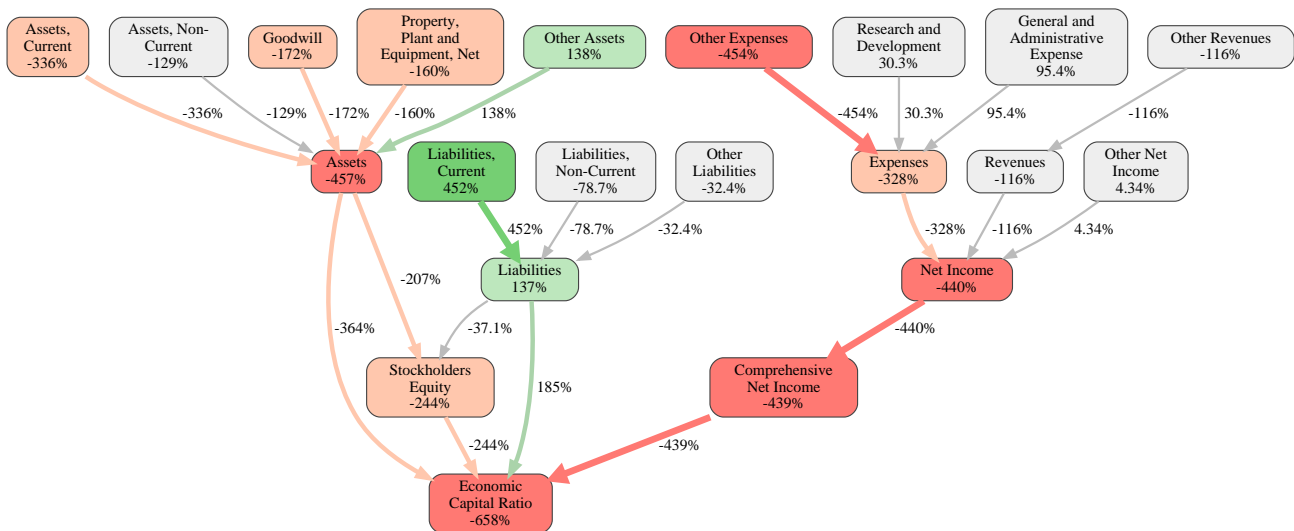 Assets,
Current
-336%
Assets, Non-
Current
-129%
Goodwill
-172%
Property,
Plant and
Equipment, Net
-160%
Other Assets
138%
Other Expenses
-454%
Research and
Development
30.3%
General and
Administrative
Expense
95.4%
Other Revenues
-116%
-336%
-129%
-172%
-160%
138%
-454%
30.3%
95.4%
-116%
Assets
-457%
Liabilities,
Current
452%
Liabilities,
Non-Current
-78.7%
Other
Liabilities
-32.4%
Expenses
-328%
Revenues
-116%
Other Net
Income
4.34%
452%
-78.7%
-32.4%
-328%
-116%
4.34%
-207%
Liabilities
137%
Net Income
-440%
-364%
-37.1%
-440%
Stockholders
Equity
-244%
185%
Comprehensive
Net Income
-439%
-244%
-439%
Economic
Capital Ratio
-658%